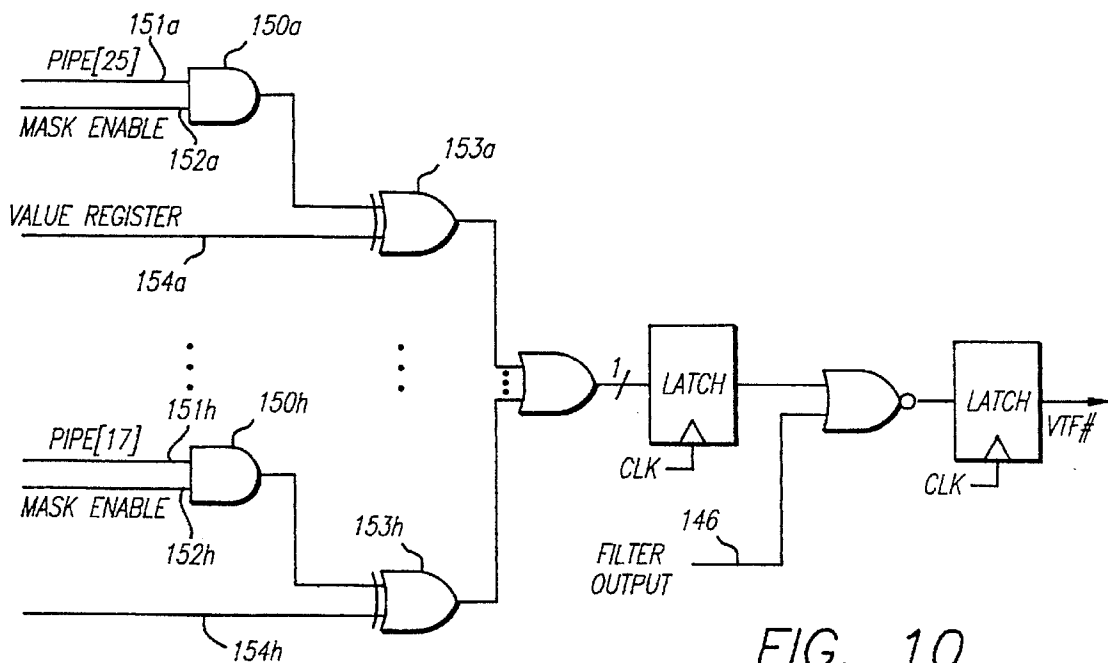 151a
150a
PIPE[25]
MASK ENABLE
152a
153a
VALUE REGISTER
154a
151h
150h
PIPE[17]
MASK ENABLE
152h
153h
154h
1
LATCH
CLK
146
FILTER
OUTPUT
LATCH
VTF#
CLK
FIG. 10